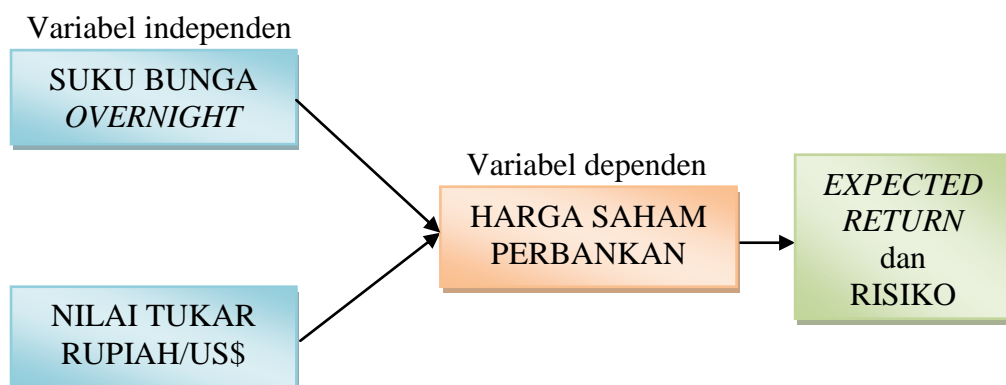 Variabel independen
SUKU BUNGA
OVERNIGHT
Variabel dependen
HARGA SAHAM
PERBANKAN
EXPECTED
RETURN
dan
RISIKO
NILAI TUKAR
RUPIAH/US$